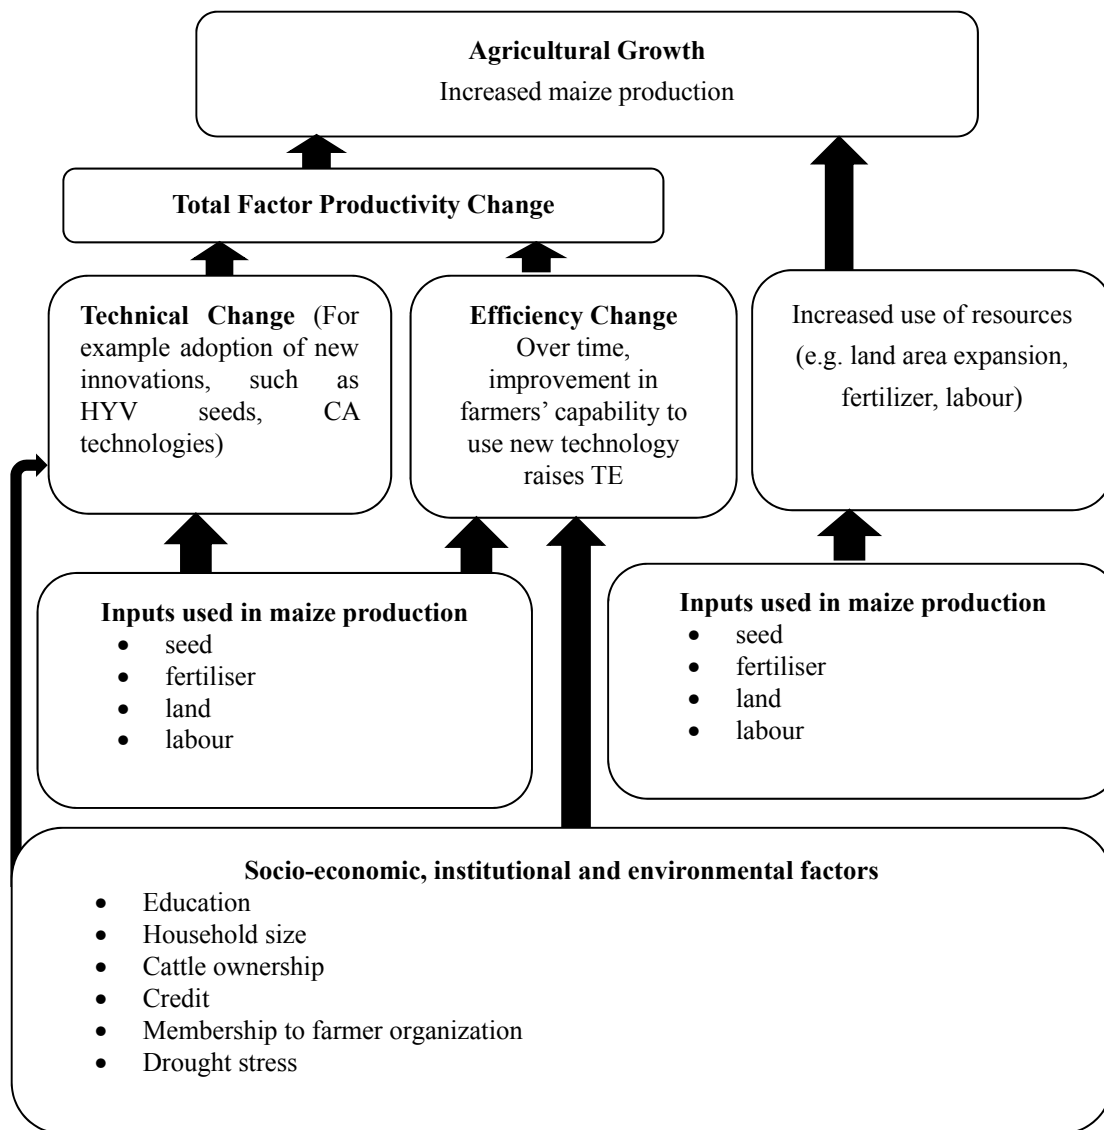 Agricultural Growth
Increased maize production
Total Factor Productivity Change
Technical Change (For
example adoption of new
innovations, such as
HYV seeds, CA
technologies)
Efficiency Change
Over time,
improvement in
farmers’ capability to
use new technology
raises TE
Increased use of resources
(e.g. land area expansion,
fertilizer, labour)
Inputs used in maize production
• seed
• fertiliser
• land
• labour
Inputs used in maize production
• seed
• fertiliser
• land
• labour
Socio-economic, institutional and environmental factors
• Education
• Household size
• Cattle ownership
• Credit
• Membership to farmer organization
• Drought stress